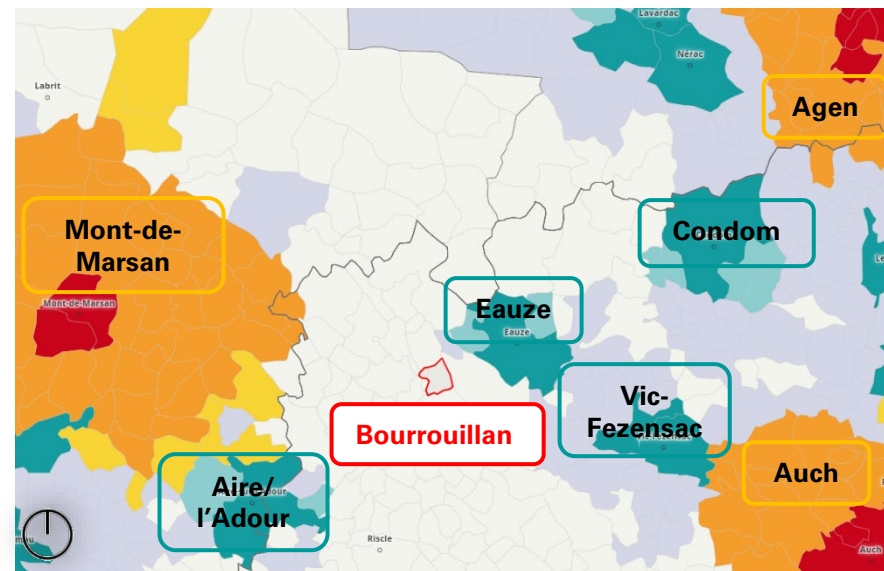 Lavardac
Nérac
Labrit
Agen
Mont-de-
Marsan
Condom
Mont-de-Marsan
Eauze
Eauze
Vic-
Fezensac
Bourrouillan
Aire/
l'Adour
Auch
Riscle
Auch